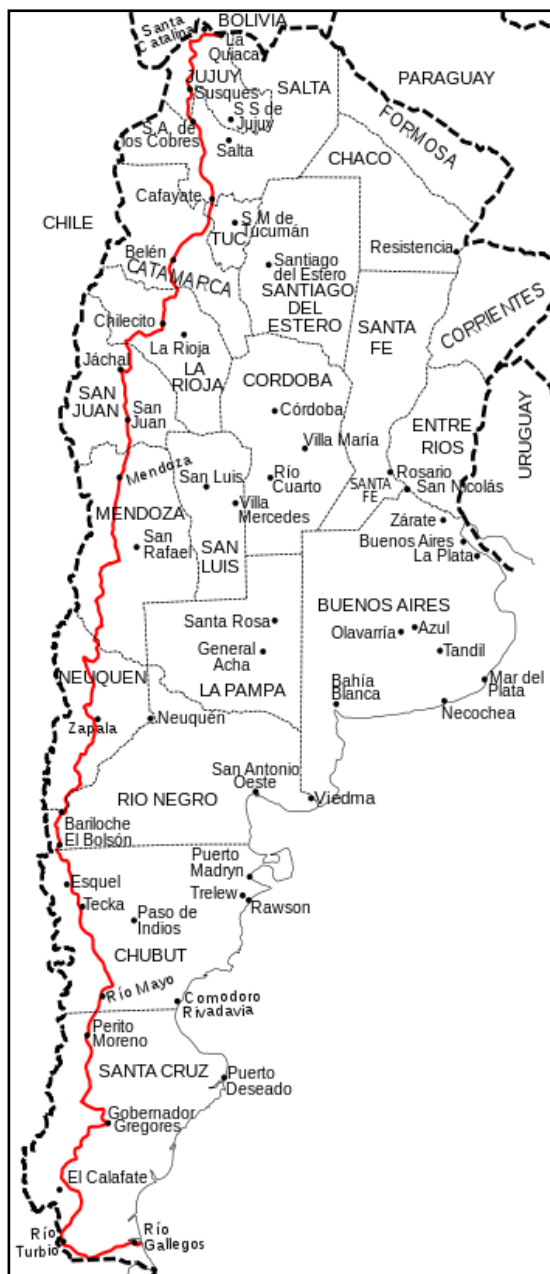 BOLIVIA
Santa
Catalina
La
Quiaca
JUJUY
Susques
SALTA
PARAGUAY
S S de
Jujuy
FORMOSA
S.A. de
los Cobres
Salta
CHACO
Cafayate
CHILE
S M de
Tucumán
TUC
Resistencia
Belén
CATAMARCA
Santiago
del Estero
SANTIAGO
DEL
ESTERO
CORRIENTES
Chilecito
La Rioja
SANTA
FE
Jáchal
LA
RIOJA
CORDOBA
SAN
JUAN
San
Juan
Córdoba
ENTRE
RIOS
URUGUAY
Villa María
Mendoza
San Luis
Río
Cuarto
SANTA
FE
Rosario
San Nicolás
MENDOZA
Villa
Mercedes
Zárate
San
Rafael
SAN
LUIS
Buenos Aires
La Plata
BUENOS AIRES
Santa Rosa
Olavarría
Azul
General
Acha
Tandil
NEUQUEN
LA PAMPA
Bahía
Blanca
Mar del
Plata
Necochea
Zapala
Neuquén
San Antonio
Oeste
RIO NEGRO
Viedma
Bariloche
El Bolsón
Puerto
Madryn
Esquel
Trelew
Rawson
Tecka
Paso de
Indios
CHUBUT
Río Mayo
Comodoro
Rivadavia
Perito
Moreno
SANTA CRUZ
Puerto
Deseado
Gobernador
Gregores
El Calafate
Río
Turbio
Río
Gallegos